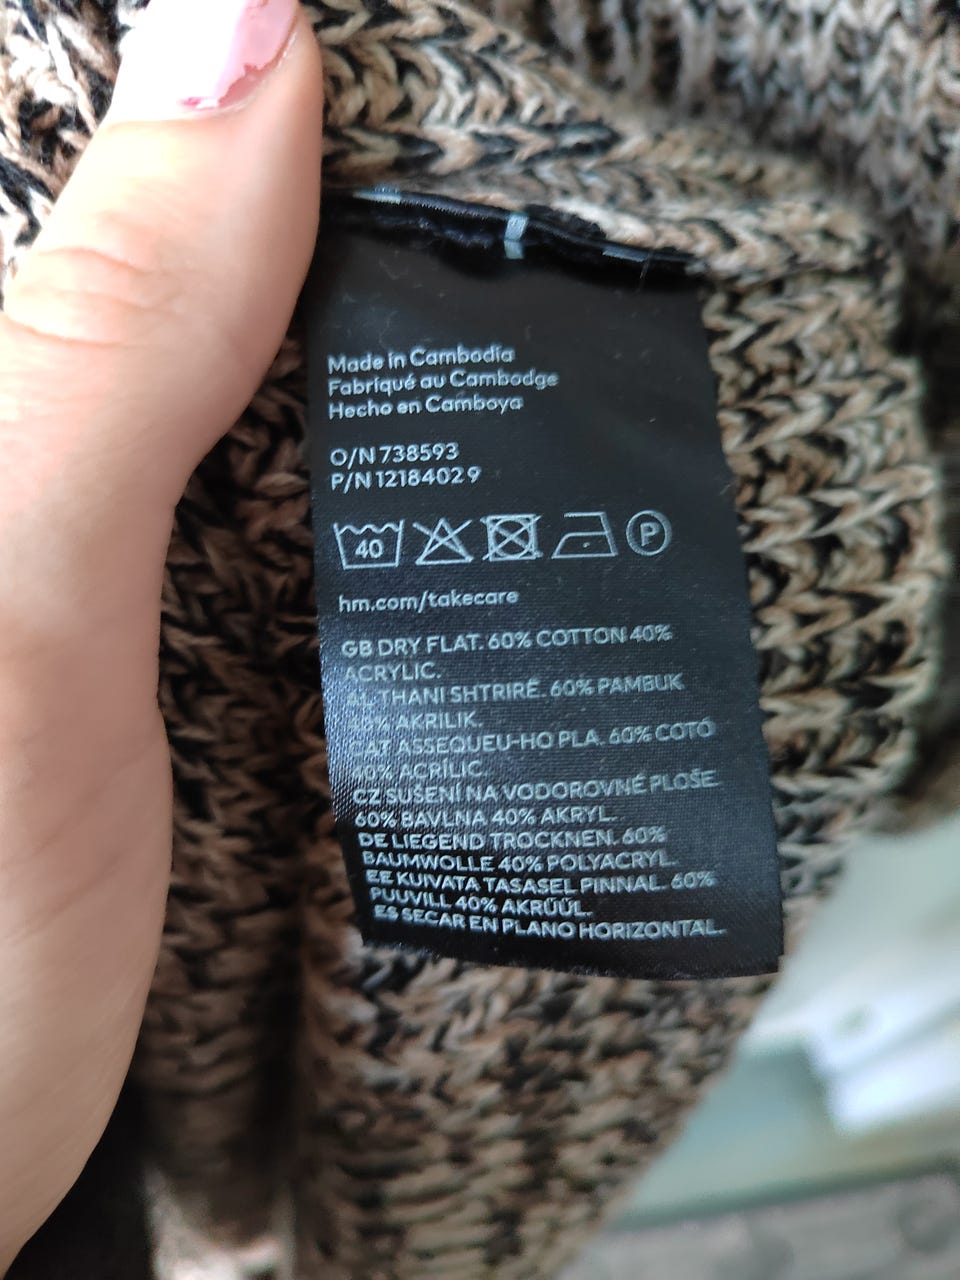 Made in Cambodia
Fabriqué au Cambodge
Hecho en Camboya
O/N 738593
P/N 1218402 9
40 P
hm.com/takecare
GB DRY FLAT. 60% COTTON 40%
ACRYLIC.
AL THANI SHTRIRË. 60% PAMBUK
40% AKRILIK.
CAT ASSEQUEU-HO PLA. 60% COTÓ
40% ACRÍLIC.
CZ SUŠENÍ NA VODOROVNÉ PLOŠE.
60% BAVLNA 40% AKRYL.
DE LIEGEND TROCKNEN. 60%
BAUMWOLLE 40% POLYACRYL.
EE KUIVATA TASASEL PINNAL. 60%
PUUVILL 40% AKRÜÜL.
ES SECAR EN PLANO HORIZONTAL.